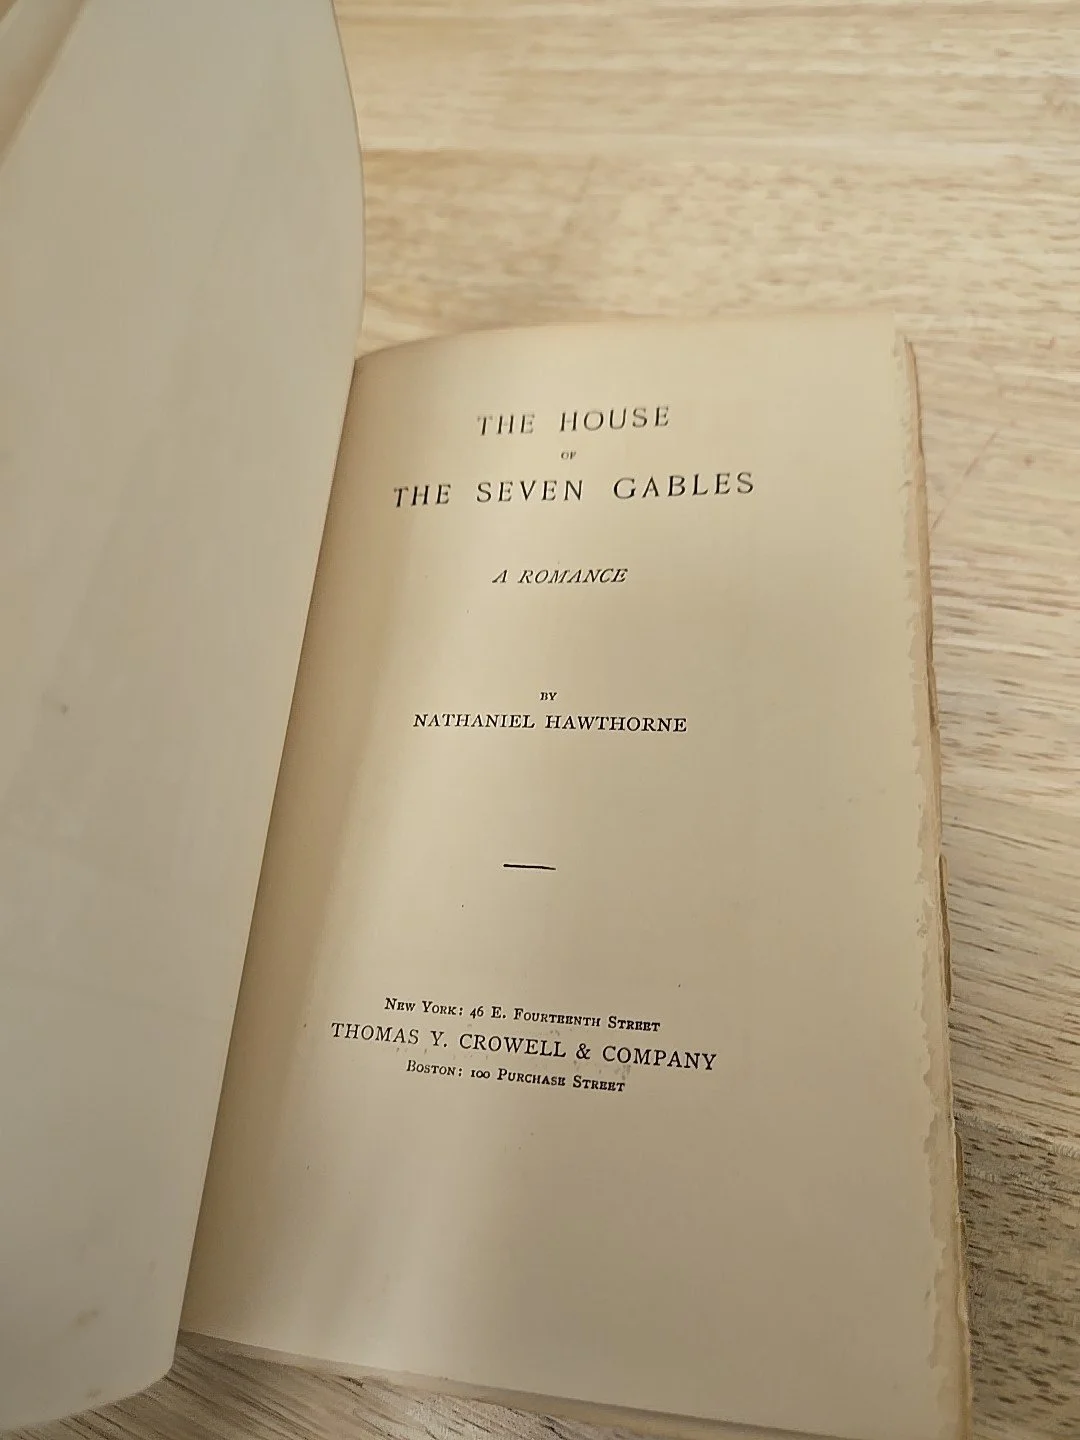 THE HOUSE
OF
THE SEVEN GABLES
A ROMANCE
BY
NATHANIEL HAWTHORNE
NEW YORK: 46 E. FOURTEENTH STREET
THOMAS Y. CROWELL & COMPANY
BOSTON: 100 PURCHASE STREET